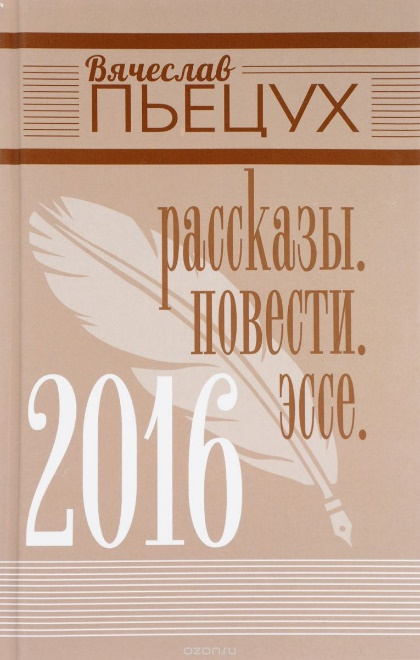 Вячеслав
ПЬЕЦУХ
рассказы.
повести.
эссе.
2016
ozon.ru